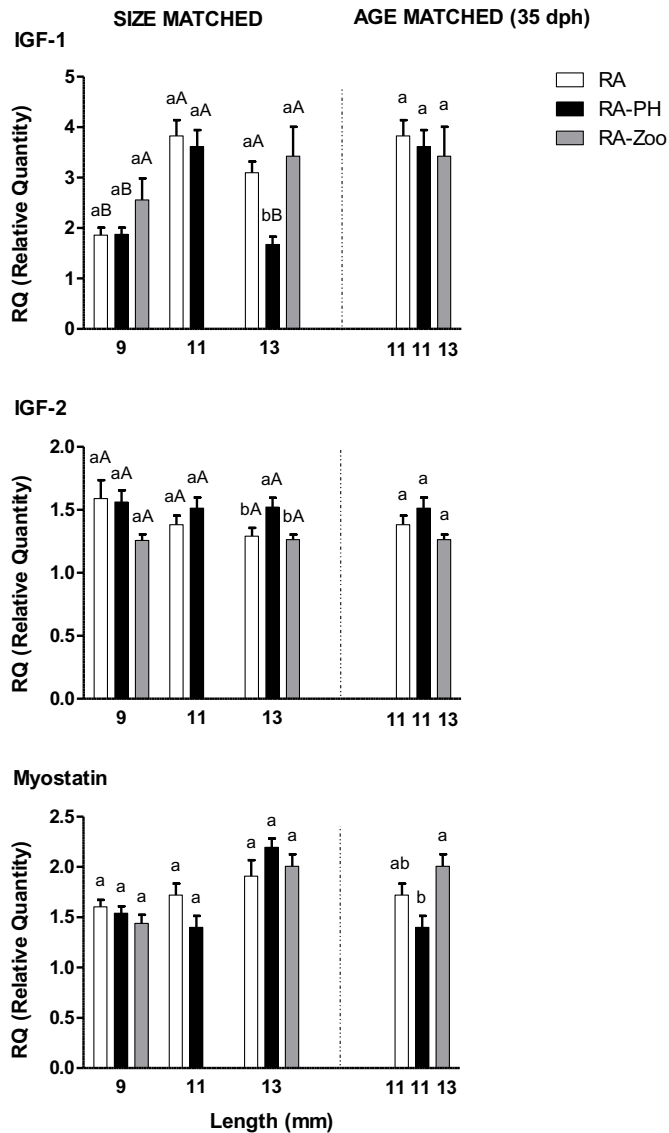 SIZE MATCHED AGE MATCHED (35 dph)
IGF-1
RQ (Relative Quantity)
5
4
3
2
1
0
aB aB aA aA aA aA bB aA a a a
9 11 13 11 11 13
RA
RA-PH
RA-Zoo
IGF-2
RQ (Relative Quantity)
2.0
1.5
1.0
0.5
0.0
aA aA aA aA aA bA aA bA a a a
9 11 13 11 11 13
Myostatin
RQ (Relative Quantity)
2.5
2.0
1.5
1.0
0.5
0.0
a a a a a a a a ab b a
9 11 13 11 11 13
Length (mm)